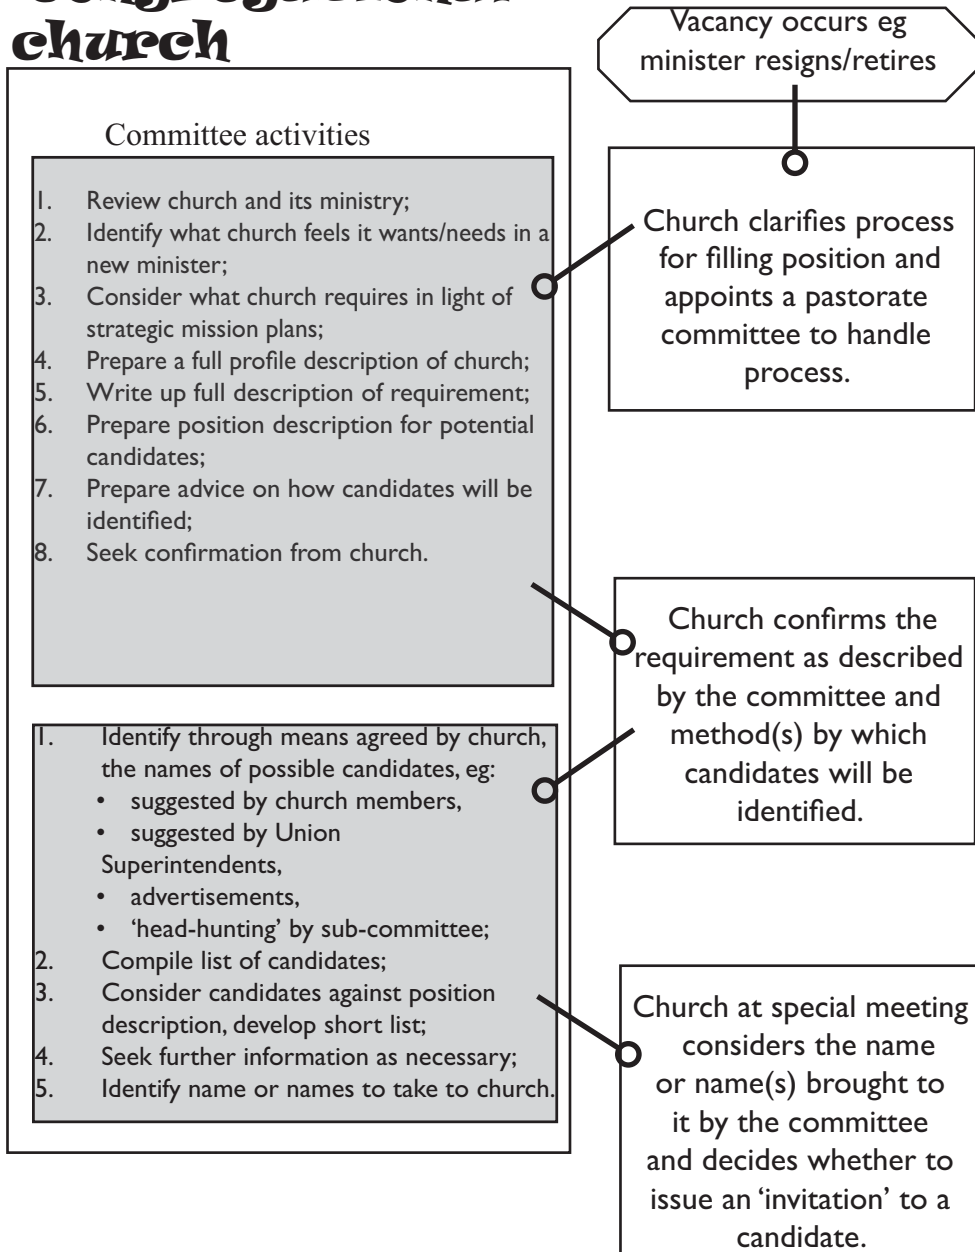 church
Committee activities
1. Review church and its ministry;
2. Identify what church feels it wants/needs in a
new minister;
3. Consider what church requires in light of
strategic mission plans;
4. Prepare a full profile description of church;
5. Write up full description of requirement;
6. Prepare position description for potential
candidates;
7. Prepare advice on how candidates will be
identified;
8. Seek confirmation from church.
1. Identify through means agreed by church,
the names of possible candidates, eg:
• suggested by church members,
• suggested by Union
Superintendents,
• advertisements,
• ‘head-hunting’ by sub-committee;
2. Compile list of candidates;
3. Consider candidates against position
description, develop short list;
4. Seek further information as necessary;
5. Identify name or names to take to church.
Vacancy occurs eg
minister resigns/retires
Church clarifies process
for filling position and
appoints a pastorate
committee to handle
process.
Church confirms the
requirement as described
by the committee and
method(s) by which
candidates will be
identified.
Church at special meeting
considers the name
or name(s) brought to
it by the committee
and decides whether to
issue an ‘invitation’ to a
candidate.